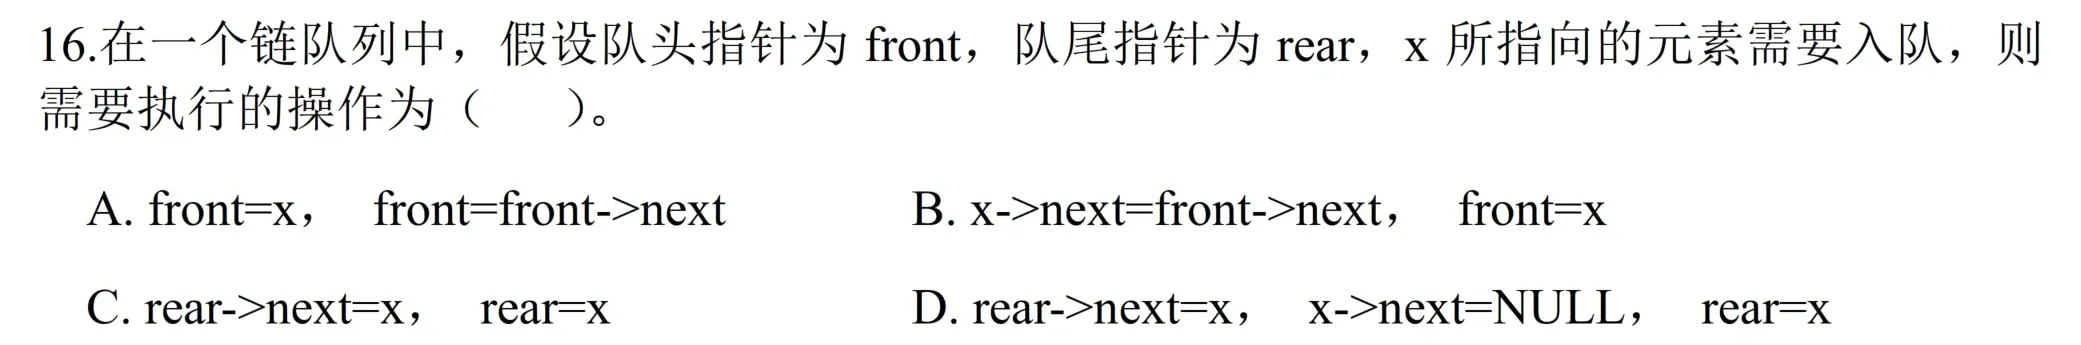 16.在一个链队列中，假设队头指针为 front，队尾指针为 rear，x 所指向的元素需要入队，则
需要执行的操作为（    ）。
A. front=x， front=front->next    B. x->next=front->next， front=x
C. rear->next=x， rear=x    D. rear->next=x， x->next=NULL， rear=x